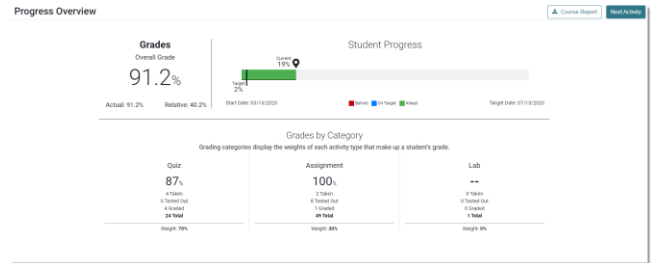 Progress Overview
Course Report
Next Activity
Grades
Overall Grade
91.2%
Actual: 91.2% Relative: 40.2%
Student Progress
Current
19%
Target
2%
Start Date: 03/13/2020
Behind On Target Ahead
Target Date: 07/13/2020
Grades by Category
Grading categories display the weights of each activity type that make up a student's grade.
Quiz
87%
4 Taken
0 Tested Out
4 Graded
24 Total
Weight: 70%
Assignment
100%
2 Taken
0 Tested Out
1 Graded
49 Total
Weight: 30%
Lab
--
0 Taken
0 Tested Out
0 Graded
1 Total
Weight: 0%